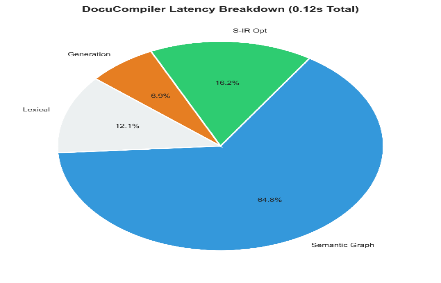 DocuCompiler Latency Breakdown (0.12s Total)
S-IR Opt
Generation
16.2%
6.9%
Lexical
12.1%
64.8%
Semantic Graph